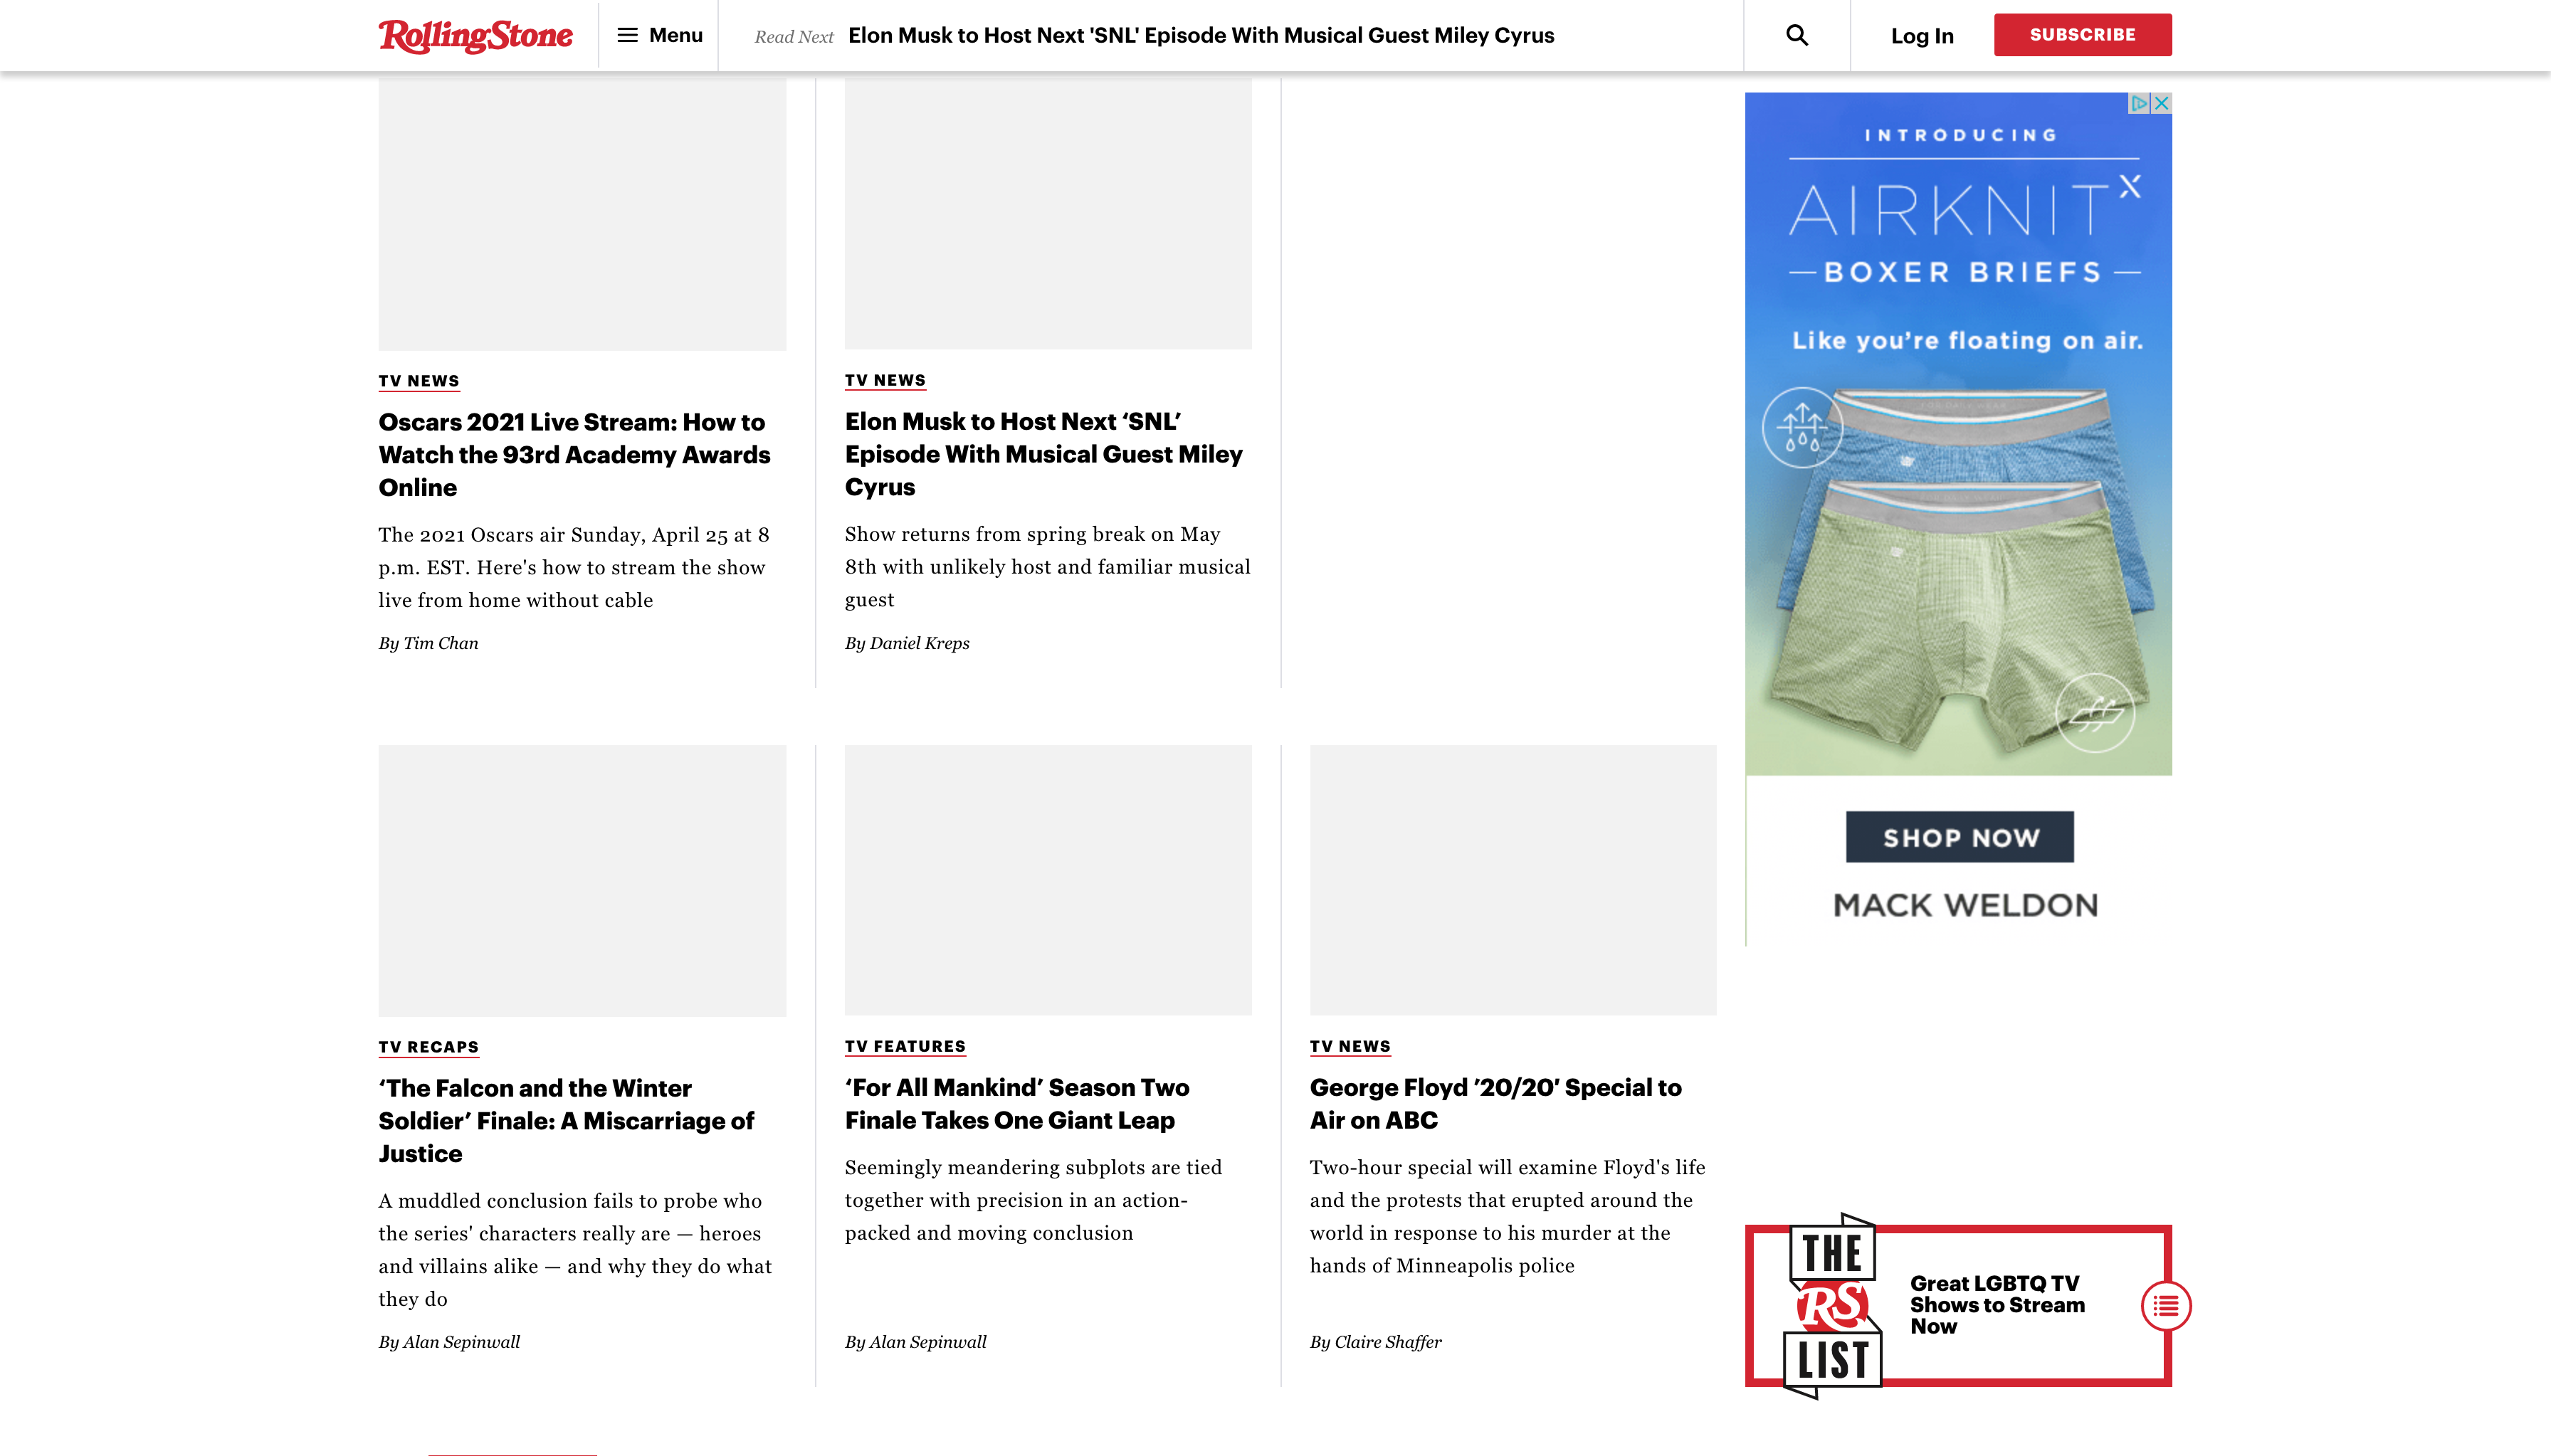 RollingStone
Menu
Read Next Elon Musk to Host Next 'SNL' Episode With Musical Guest Miley Cyrus
Log In
SUBSCRIBE
TV NEWS
Oscars 2021 Live Stream: How to
Watch the 93rd Academy Awards
Online
The 2021 Oscars air Sunday, April 25 at 8
p.m. EST. Here's how to stream the show
live from home without cable
By Tim Chan
TV NEWS
Elon Musk to Host Next ‘SNL’
Episode With Musical Guest Miley
Cyrus
Show returns from spring break on May
8th with unlikely host and familiar musical
guest
By Daniel Kreps
INTRODUCING
AIRKNITX
BOXER BRIEFS
Like you’re floating on air.
SHOP NOW
MACK WELDON
TV RECAPS
‘The Falcon and the Winter
Soldier’ Finale: A Miscarriage of
Justice
A muddled conclusion fails to probe who
the series' characters really are — heroes
and villains alike — and why they do what
they do
By Alan Sepinwall
TV FEATURES
‘For All Mankind’ Season Two
Finale Takes One Giant Leap
Seemingly meandering subplots are tied
together with precision in an action-
packed and moving conclusion
By Alan Sepinwall
TV NEWS
George Floyd ’20/20′ Special to
Air on ABC
Two-hour special will examine Floyd's life
and the protests that erupted around the
world in response to his murder at the
hands of Minneapolis police
By Claire Shaffer
THE
RS
LIST
Great LGBTQ TV
Shows to Stream
Now